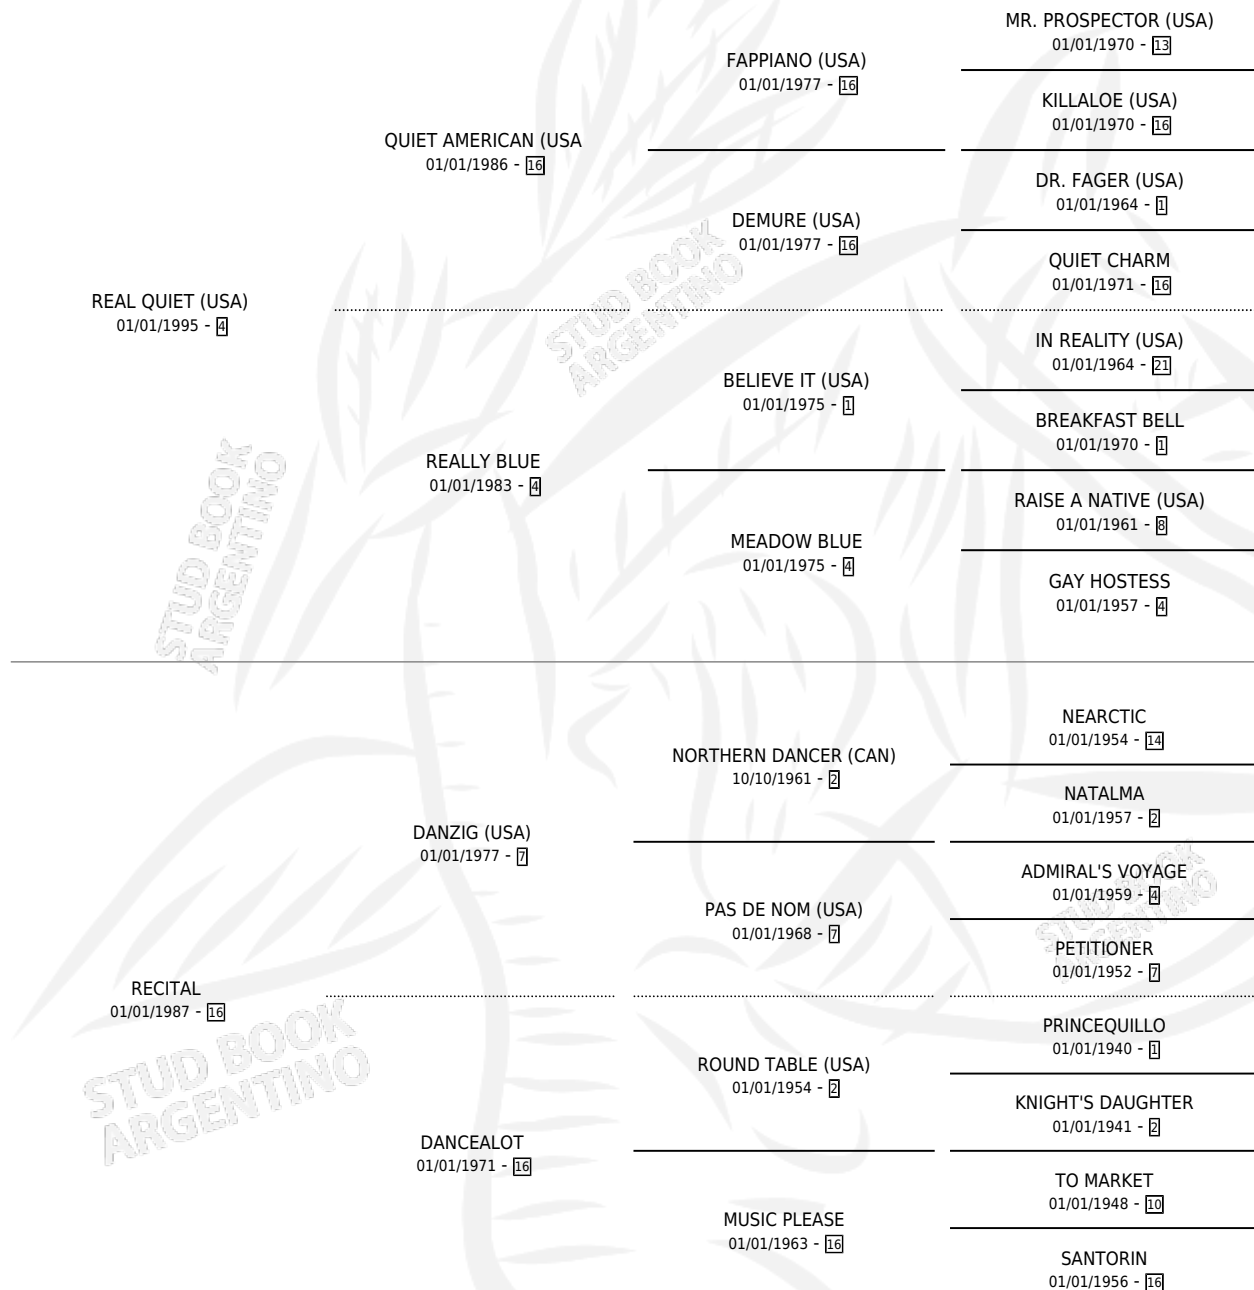 MR. PROSPECTOR (USA)
01/01/1970 - 13
FAPPIANO (USA)
01/01/1977 - 16
KILLALOE (USA)
01/01/1970 - 16
QUIET AMERICAN (USA
01/01/1986 - 16
DR. FAGER (USA)
01/01/1964 - 1
DEMURE (USA)
01/01/1977 - 16
QUIET CHARM
01/01/1971 - 16
REAL QUIET (USA)
01/01/1995 - 4
IN REALITY (USA)
01/01/1964 - 21
BELIEVE IT (USA)
01/01/1975 - 1
BREAKFAST BELL
01/01/1970 - 1
REALLY BLUE
01/01/1983 - 4
RAISE A NATIVE (USA)
01/01/1961 - 8
MEADOW BLUE
01/01/1975 - 4
GAY HOSTESS
01/01/1957 - 4
NEARCTIC
01/01/1954 - 14
NORTHERN DANCER (CAN)
10/10/1961 - 2
NATALMA
01/01/1957 - 2
DANZIG (USA)
01/01/1977 - 7
ADMIRAL'S VOYAGE
01/01/1959 - 4
PAS DE NOM (USA)
01/01/1968 - 7
PETITIONER
01/01/1952 - 7
RECITAL
01/01/1987 - 16
PRINCEQUILLO
01/01/1940 - 1
ROUND TABLE (USA)
01/01/1954 - 2
KNIGHT'S DAUGHTER
01/01/1941 - 2
DANCEALOT
01/01/1971 - 16
TO MARKET
01/01/1948 - 10
MUSIC PLEASE
01/01/1963 - 16
SANTORIN
01/01/1956 - 16
STUD BOOK
ARGENTINO
STUD BOOK
ARGENTINO
STUD BOOK
ARGENTINO
STUD BOOK
ARGENTINO